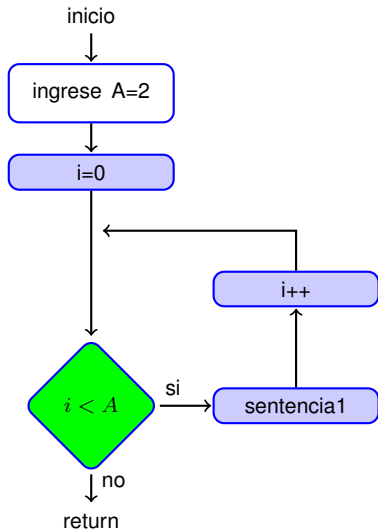 inicio
ingrese A=2
i=0
i++
i < A
si
sentencia1
no
return